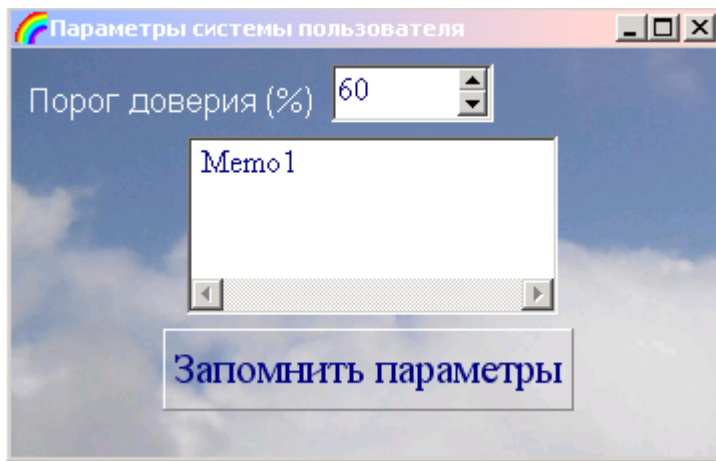 Параметры системы пользователя
Порог доверия (%) 60
Memo1
Запомнить параметры